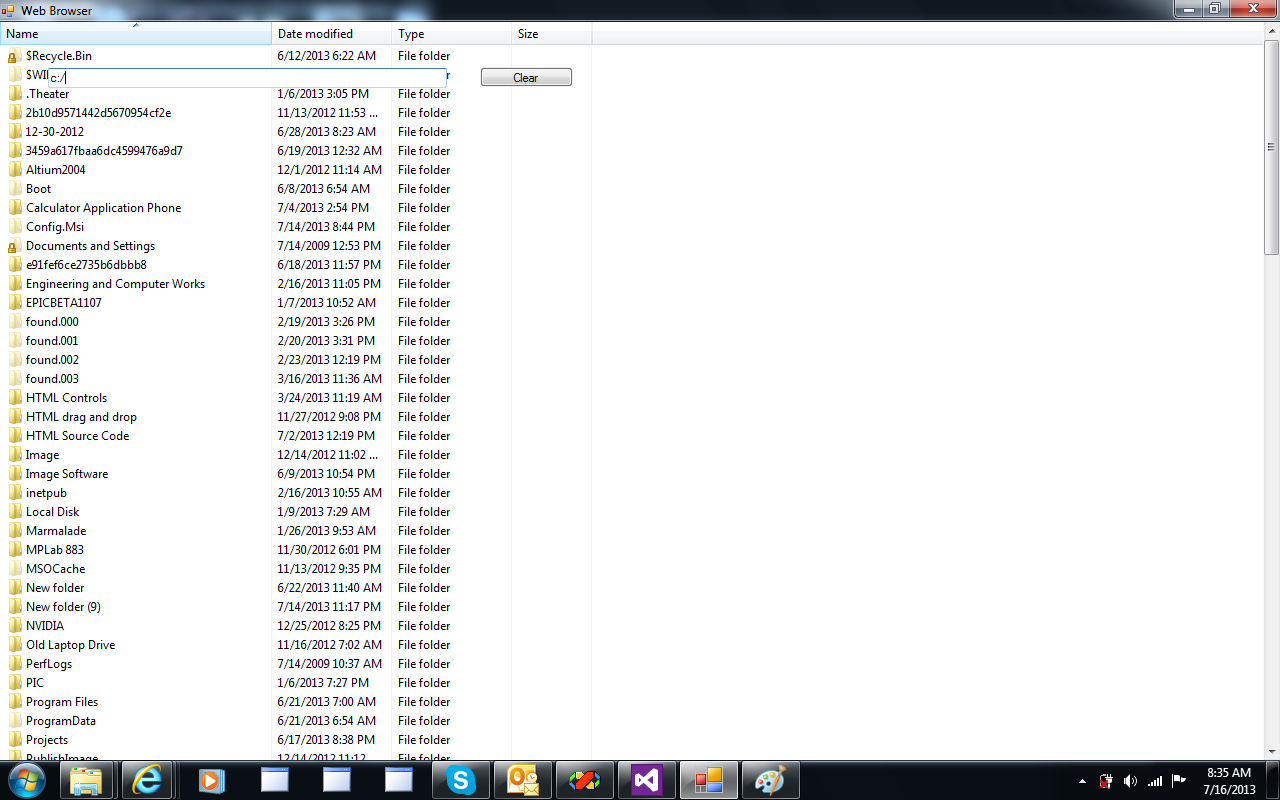 Web Browser
Name Date modified Type Size
$Recycle.Bin 6/12/2013 6:22 AM File folder
$WI c:/ Clear
.Theater 1/6/2013 3:05 PM File folder
2b10d9571442d5670954cf2e 11/13/2012 11:53 ... File folder
12-30-2012 6/28/2013 8:23 AM File folder
3459a617fbaa6dc4599476a9d7 6/19/2013 12:32 AM File folder
Altium2004 12/1/2012 11:14 AM File folder
Boot 6/8/2013 6:54 AM File folder
Calculator Application Phone 7/4/2013 2:54 PM File folder
Config.Msi 7/14/2013 8:44 PM File folder
Documents and Settings 7/14/2009 12:53 PM File folder
e91fef6ce2735b6dbbb8 6/18/2013 11:57 PM File folder
Engineering and Computer Works 2/16/2013 11:05 PM File folder
EPICBETA1107 1/7/2013 10:52 AM File folder
found.000 2/19/2013 3:26 PM File folder
found.001 2/20/2013 3:31 PM File folder
found.002 2/23/2013 12:19 PM File folder
found.003 3/16/2013 11:36 AM File folder
HTML Controls 3/24/2013 11:19 AM File folder
HTML drag and drop 11/27/2012 9:08 PM File folder
HTML Source Code 7/2/2013 12:19 PM File folder
Image 12/14/2012 11:02 ... File folder
Image Software 6/9/2013 10:54 PM File folder
inetpub 2/16/2013 10:55 AM File folder
Local Disk 1/9/2013 7:29 AM File folder
Marmalade 1/26/2013 9:53 AM File folder
MPLab 883 11/30/2012 6:01 PM File folder
MSOCache 11/13/2012 9:35 PM File folder
New folder 6/22/2013 11:40 AM File folder
New folder (9) 7/14/2013 11:17 PM File folder
NVIDIA 12/25/2012 8:25 PM File folder
Old Laptop Drive 11/16/2012 7:02 AM File folder
PerfLogs 7/14/2009 10:37 AM File folder
PIC 1/6/2013 7:27 PM File folder
Program Files 6/21/2013 7:00 AM File folder
ProgramData 6/21/2013 6:54 AM File folder
Projects 6/17/2013 8:38 PM File folder
PublishImage 12/14/2012 11:12 File folder
8:35 AM
7/16/2013